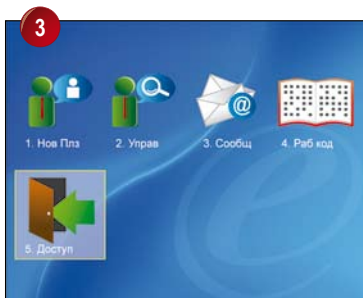 3
1. Нов Плз
2. Управ
3. Сообщ
4. Раб код
5. Доступ